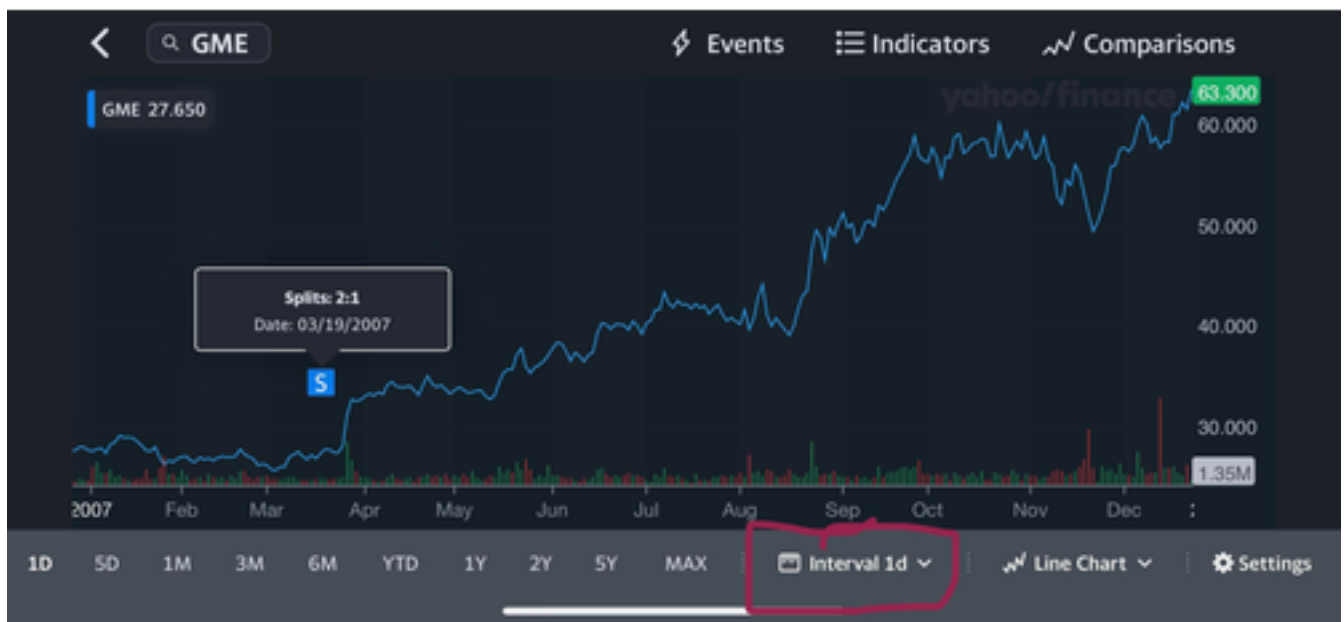 GME
Events
Indicators
Comparisons
yahoo!finance
GME 27.650
63.300
60.000
50.000
Splits: 2:1
Date: 03/19/2007
40.000
S
30.000
1.35M
2007 Feb Mar Apr May Jun Jul Aug Sep Oct Nov Dec
1D 5D 1M 3M 6M YTD 1Y 2Y 5Y MAX Interval 1d Line Chart Settings